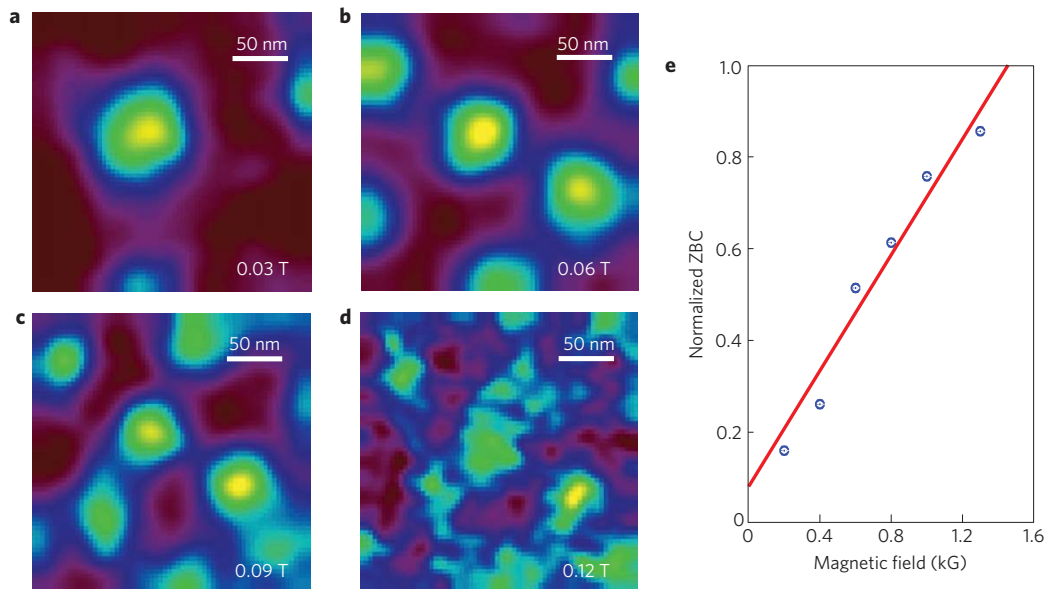 a
50 nm
0.03 T
b
50 nm
0.06 T
c
50 nm
0.09 T
d
50 nm
0.12 T
e
1.0
0.8
0.6
0.4
0.2
0
Normalized ZBC
0 0.4 0.8 1.2 1.6
Magnetic field (kG)